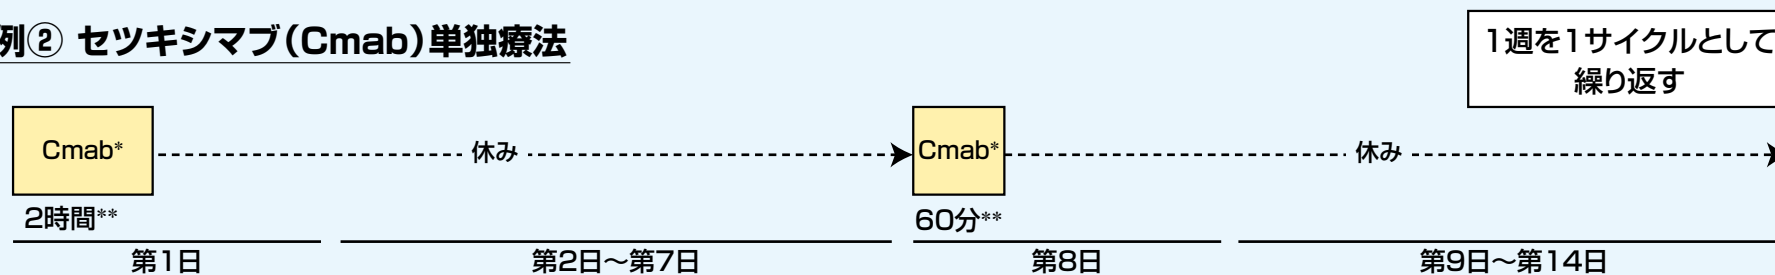 例② セツキシマブ(Cmab)単独療法
1週を1サイクルとして
繰り返す
Cmab* 休み Cmab* 休み
2時間** 60分**
第1日 第2日~第7日 第8日 第9日~第14日